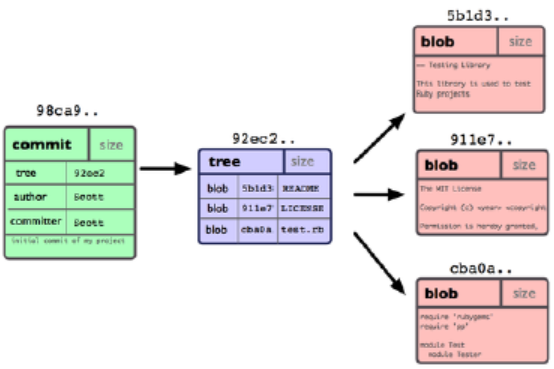 98ca9..
commit size
tree 92ec2
author Scott
committer Scott
initial commit of my project
92ec2..
tree size
blob 5b1d3 README
blob 911e7 LICENSE
blob cba0a test.rb
5b1d3..
blob size
== Testing Library
This library is used to test
Ruby projects
911e7..
blob size
The MIT License
Copyright (c) <year> <copyright
Permission is hereby granted,
cba0a..
blob size
require 'rubygems'
require 'pp'
module Test
module Tester